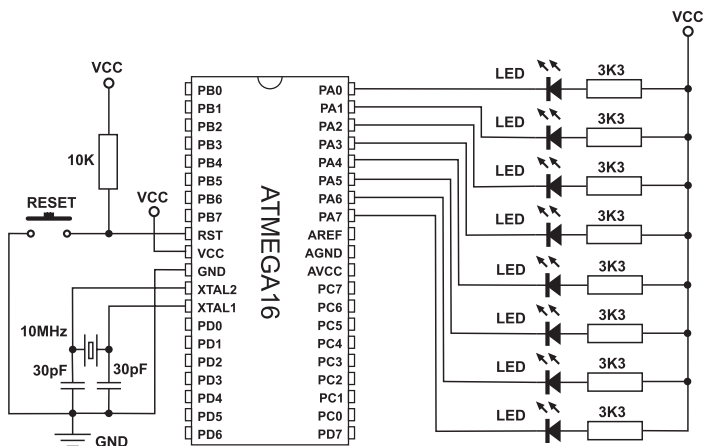 VCC
10K
RESET
VCC
10MHz
30pF
30pF
GND
ATMEGA16
PB0
PB1
PB2
PB3
PB4
PB5
PB6
PB7
RST
VCC
GND
XTAL2
XTAL1
PD0
PD1
PD2
PD3
PD4
PD5
PD6
PA0
PA1
PA2
PA3
PA4
PA5
PA6
PA7
AREF
AGND
AVCC
PC7
PC6
PC5
PC4
PC3
PC2
PC1
PC0
PD7
VCC
LED 3K3
LED 3K3
LED 3K3
LED 3K3
LED 3K3
LED 3K3
LED 3K3
LED 3K3